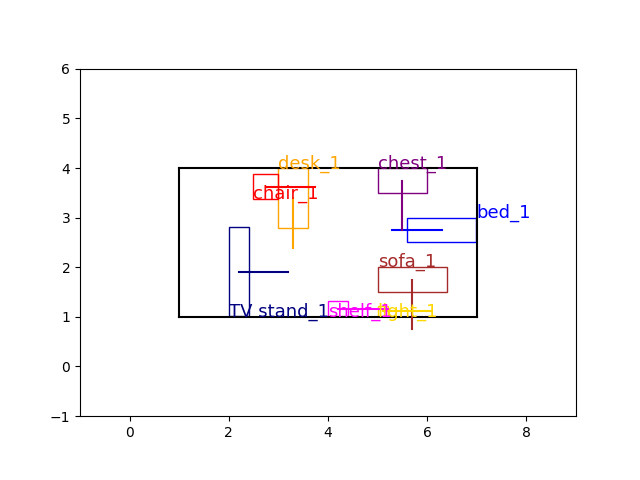 6
5
4
3
2
1
0
−1
desk_1
chest_1
chair_1
bed_1
sofa_1
TV stand_1
shelf_1
light_1
0
2
4
6
8